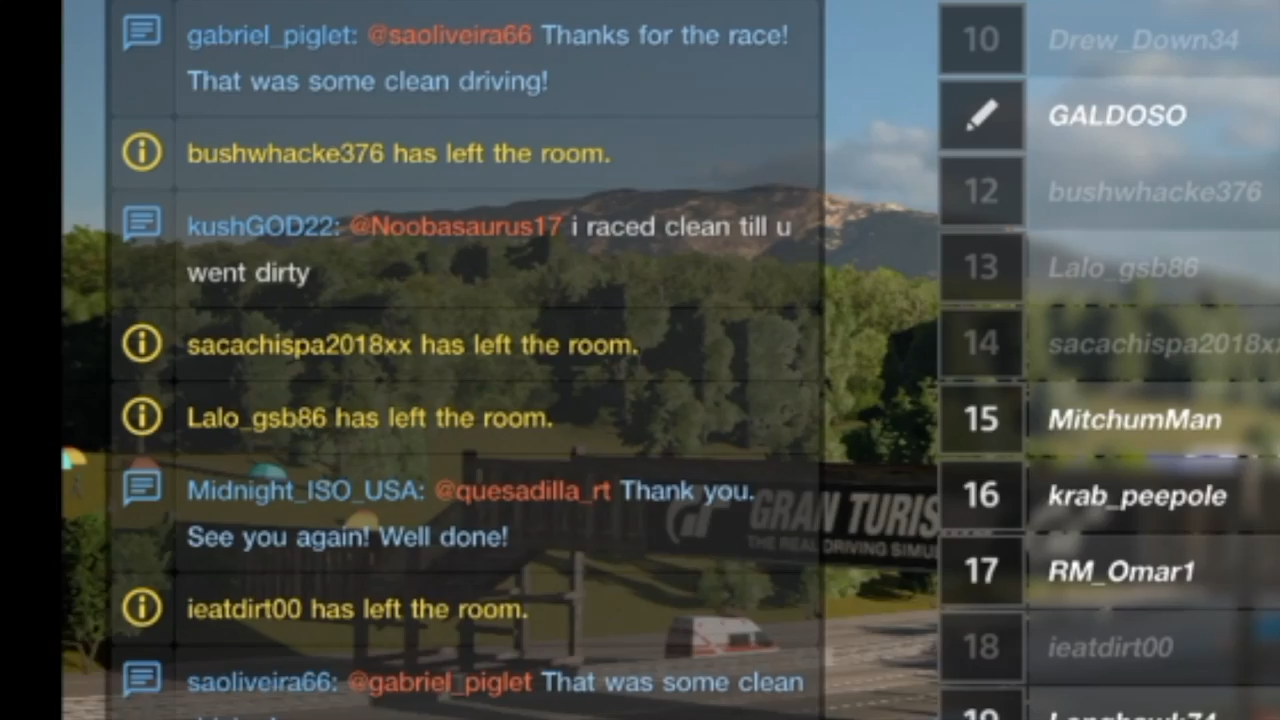 gabriel_piglet: @saoliveira66 Thanks for the race!
That was some clean driving!
bushwhacke376 has left the room.
kushGOD22: @Noobasaurus17 i raced clean till u
went dirty
sacachispa2018xx has left the room.
Lalo_gsb86 has left the room.
Midnight_ISO_USA: @quesadilla_rt Thank you.
See you again! Well done!
ieatdirt00 has left the room.
saoliveira66: @gabriel_piglet That was some clean
10 Drew_Down34
GALDOSO
12 bushwhacke376
13 Lalo_gsb86
14 sacachispa2018xx
15 MitchumMan
16 krab_peepole
17 RM_Omar1
18 ieatdirt00
19
GRAN TURIS
THE REAL DRIVING SIMU